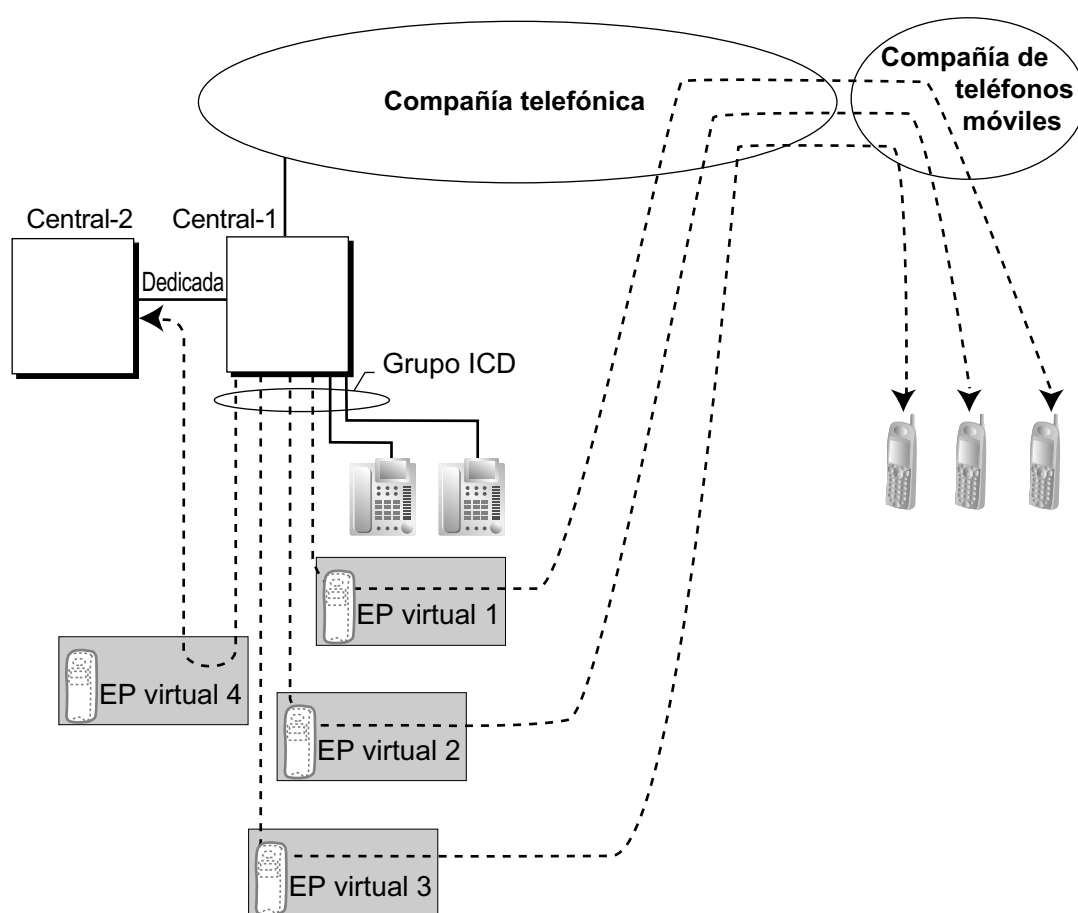 Compañía de
teléfonos
móviles
Compañía telefónica
Central-2
Central-1
Dedicada
Grupo ICD
EP virtual 1
EP virtual 4
EP virtual 2
EP virtual 3